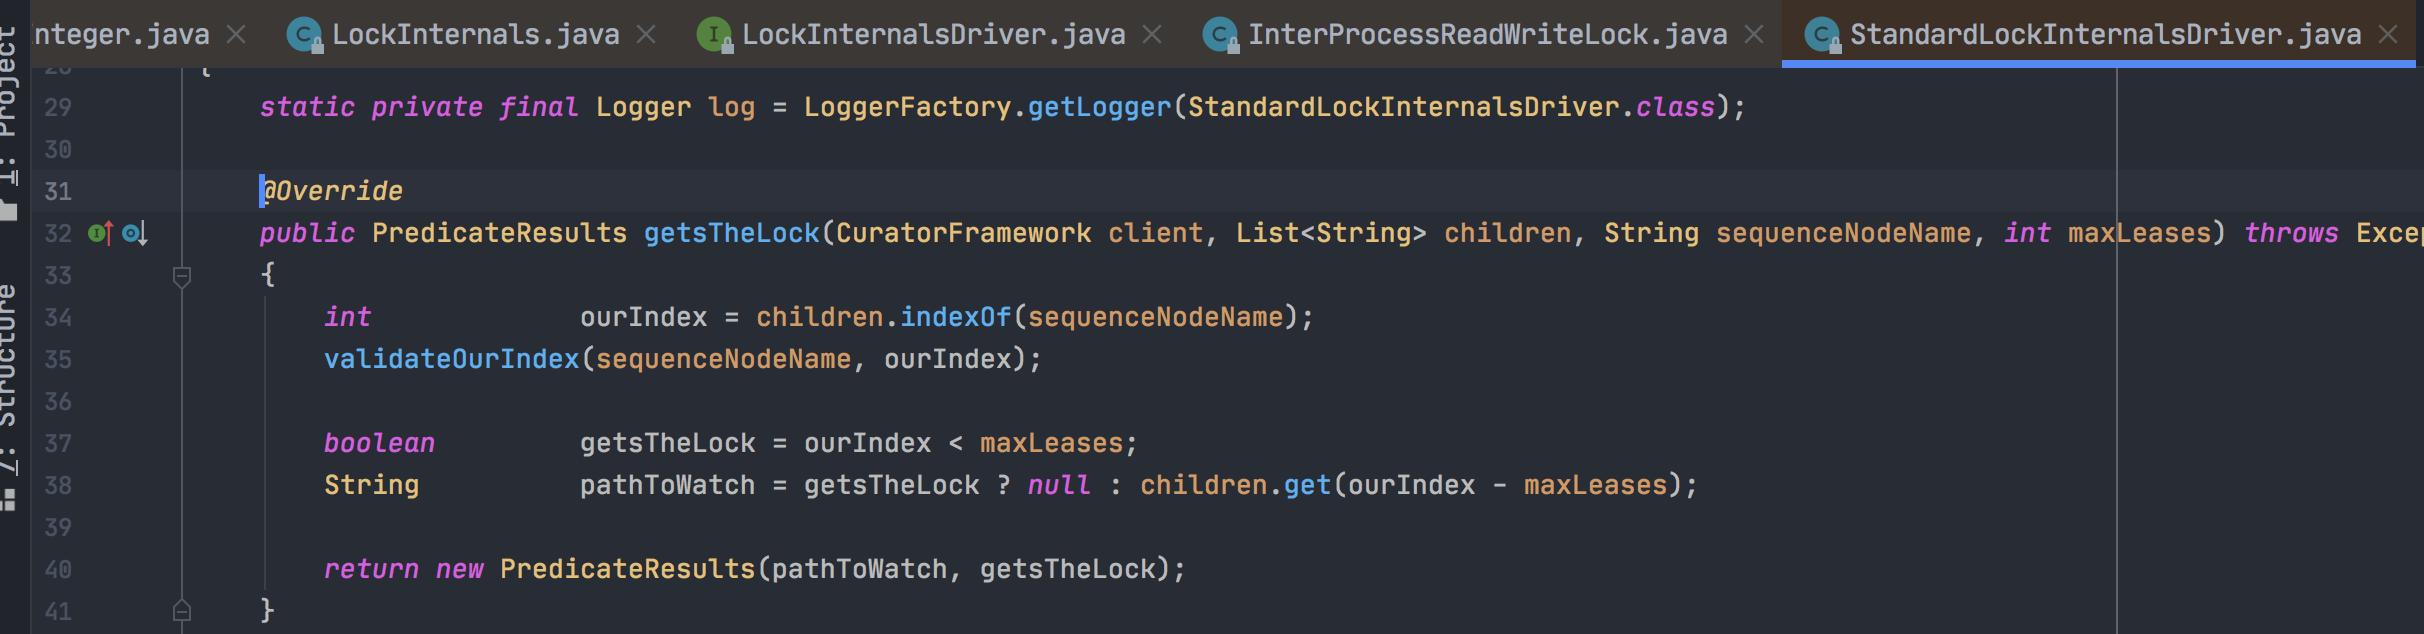 nteger.java LockInternals.java LockInternalsDriver.java InterProcessReadWriteLock.java StandardLockInternalsDriver.java
1: Project
7: Structure
{
29 static private final Logger log = LoggerFactory.getLogger(StandardLockInternalsDriver.class);
30
31 @Override
32 public PredicateResults getsTheLock(CuratorFramework client, List<String> children, String sequenceNodeName, int maxLeases) throws Excep
33 {
34 int ourIndex = children.indexOf(sequenceNodeName);
35 validateOurIndex(sequenceNodeName, ourIndex);
36
37 boolean getsTheLock = ourIndex < maxLeases;
38 String pathToWatch = getsTheLock ? null : children.get(ourIndex - maxLeases);
39
40 return new PredicateResults(pathToWatch, getsTheLock);
41 }